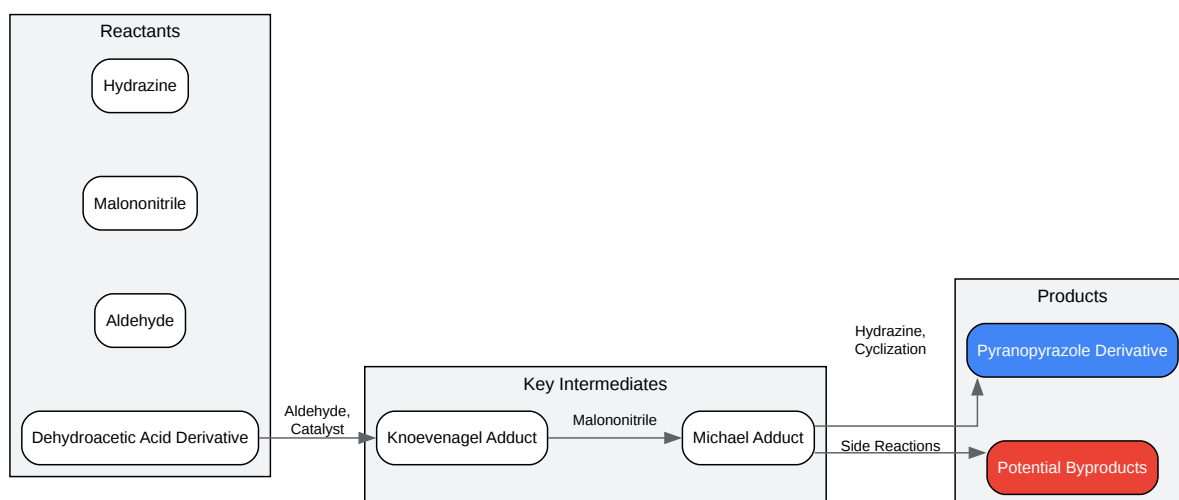 Reactants
Hydrazine
Malononitrile
Aldehyde
Dehydroacetic Acid Derivative
Aldehyde,
Catalyst
Key Intermediates
Knoevenagel Adduct
Malononitrile
Michael Adduct
Hydrazine,
Cyclization
Side Reactions
Products
Pyranopyrazole Derivative
Potential Byproducts